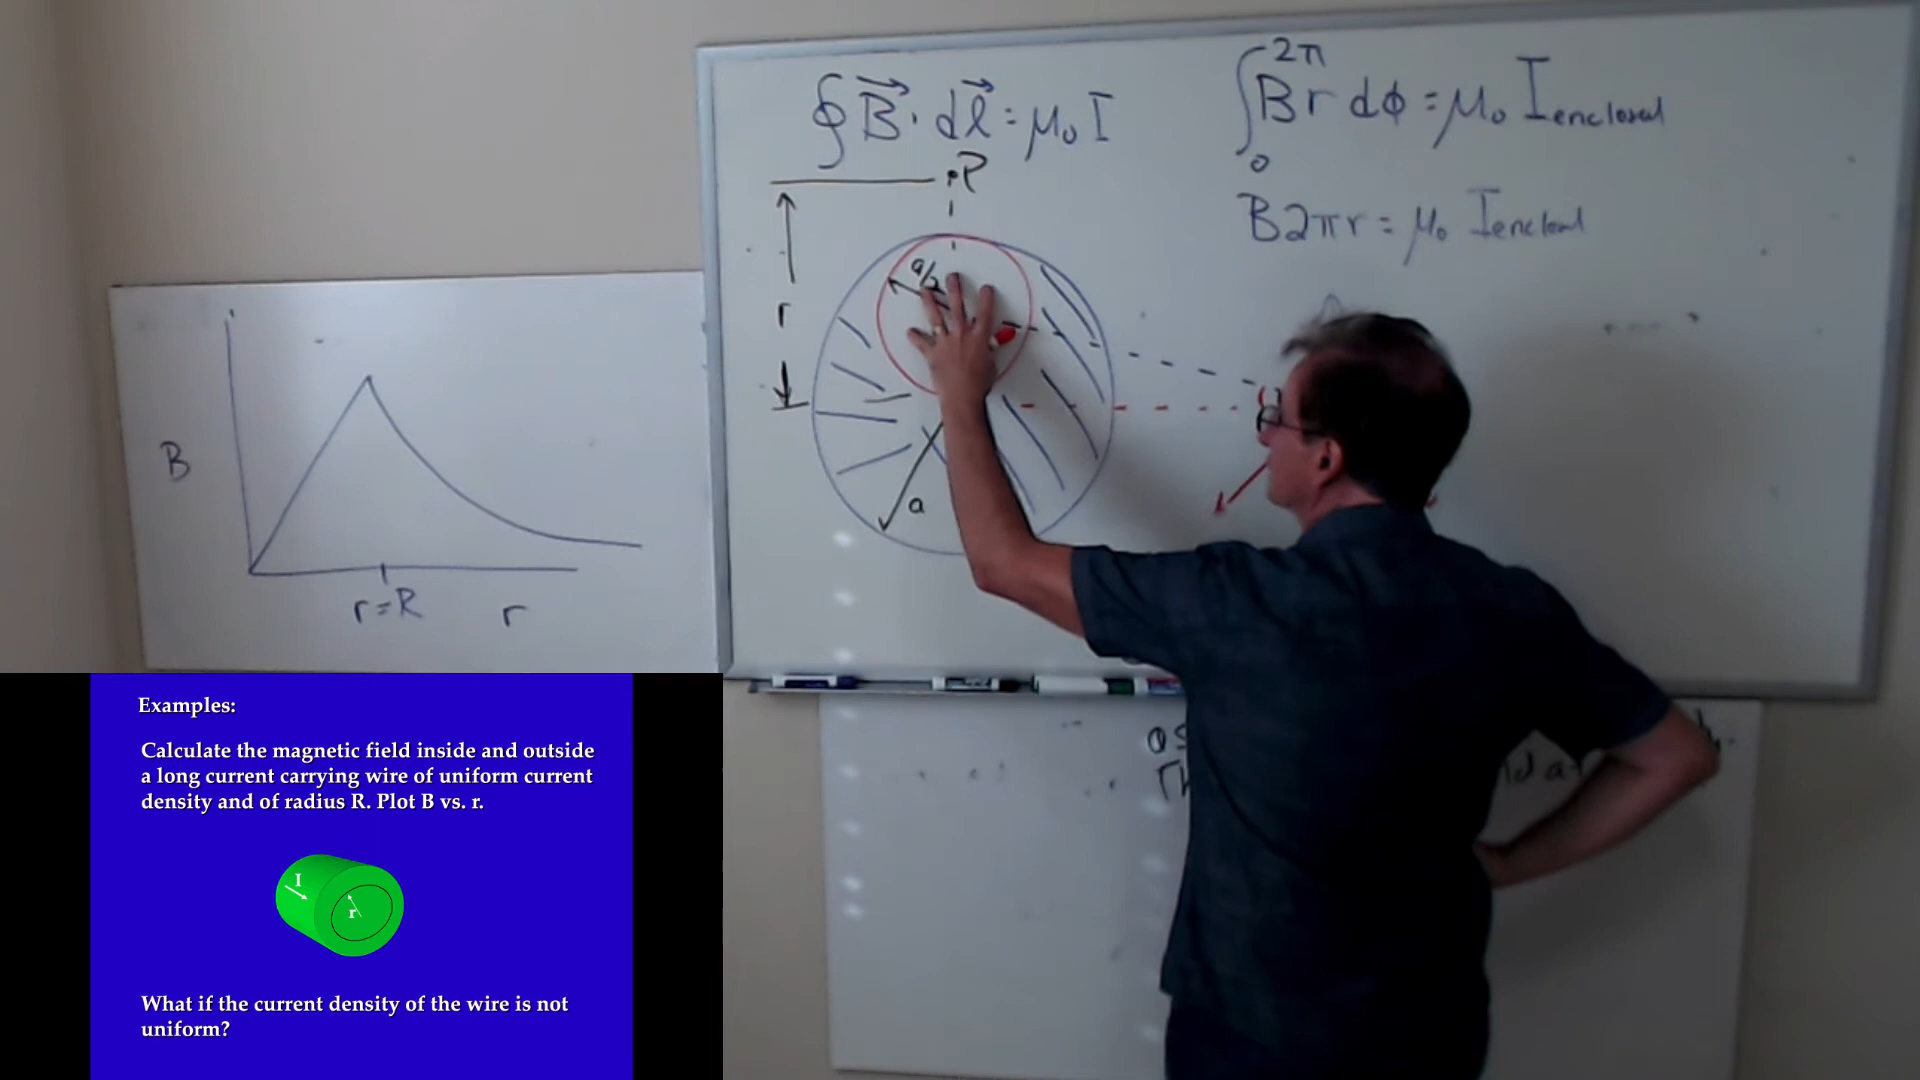 ∮B⃗·dl⃗=μ₀I
P
a/2
r
a
∫₀^2π Br dϕ=μ₀ I enclosed
B2πr=μ₀ I enclosed
B
r=R
r
Examples:
Calculate the magnetic field inside and outside
a long current carrying wire of uniform current
density and of radius R. Plot B vs. r.
I
r
What if the current density of the wire is not
uniform?